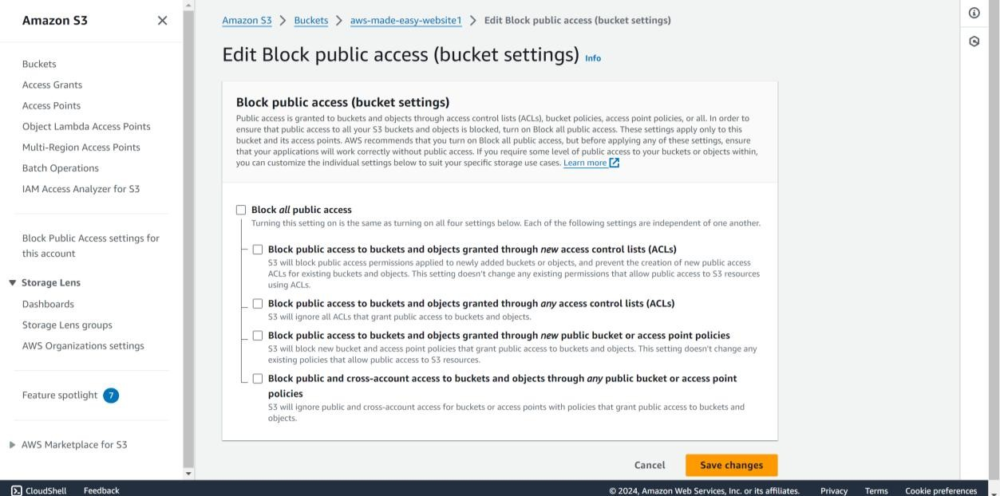 Amazon S3
Buckets
Access Grants
Access Points
Object Lambda Access Points
Multi-Region Access Points
Batch Operations
IAM Access Analyzer for S3
Block Public Access settings for
this account
Storage Lens
Dashboards
Storage Lens groups
AWS Organizations settings
Feature spotlight 7
AWS Marketplace for S3
Amazon S3 > Buckets > aws-made-easy-website1 > Edit Block public access (bucket settings)
Edit Block public access (bucket settings) Info
Block public access (bucket settings)
Public access is granted to buckets and objects through access control lists (ACLs), bucket policies, access point policies, or all. In order to
ensure that public access to all your S3 buckets and objects is blocked, turn on Block all public access. These settings apply only to this
bucket and its access points. AWS recommends that you turn on Block all public access, but before applying any of these settings, ensure
that your applications will work correctly without public access. If you require some level of public access to your buckets or objects within,
you can customize the individual settings below to suit your specific storage use cases. Learn more
Block all public access
Turning this setting on is the same as turning on all four settings below. Each of the following settings are independent of one another.
Block public access to buckets and objects granted through new access control lists (ACLs)
S3 will block public access permissions applied to newly added buckets or objects, and prevent the creation of new public access
ACLs for existing buckets and objects. This setting doesn't change any existing permissions that allow public access to S3 resources
using ACLs.
Block public access to buckets and objects granted through any access control lists (ACLs)
S3 will ignore all ACLs that grant public access to buckets and objects.
Block public access to buckets and objects granted through new public bucket or access point policies
S3 will block new bucket and access point policies that grant public access to buckets and objects. This setting doesn't change any
existing policies that allow public access to S3 resources.
Block public and cross-account access to buckets and objects through any public bucket or access point
policies
S3 will ignore public and cross-account access for buckets or access points with policies that grant public access to buckets and
objects.
Cancel Save changes
CloudShell Feedback © 2024, Amazon Web Services, Inc. or its affiliates. Privacy Terms Cookie preferences